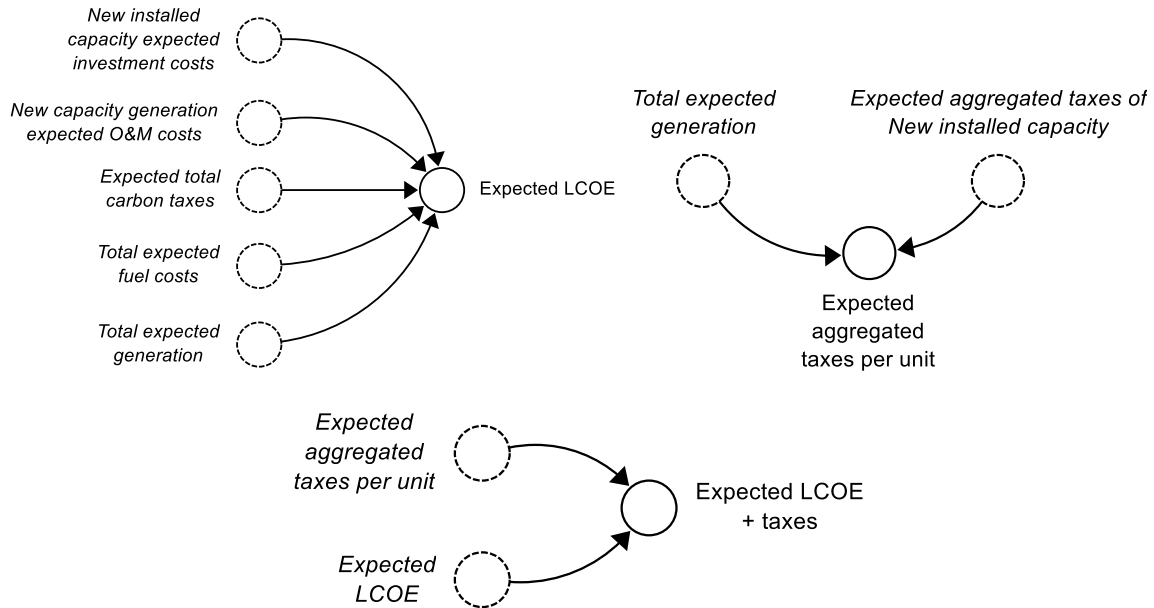 New installed
capacity expected
investment costs
New capacity generation
expected O&M costs
Expected total
carbon taxes
Total expected
fuel costs
Total expected
generation
Expected LCOE
Total expected
generation
Expected aggregated taxes of
New installed capacity
Expected
aggregated
taxes per unit
Expected
aggregated
taxes per unit
Expected
LCOE
Expected LCOE
+ taxes